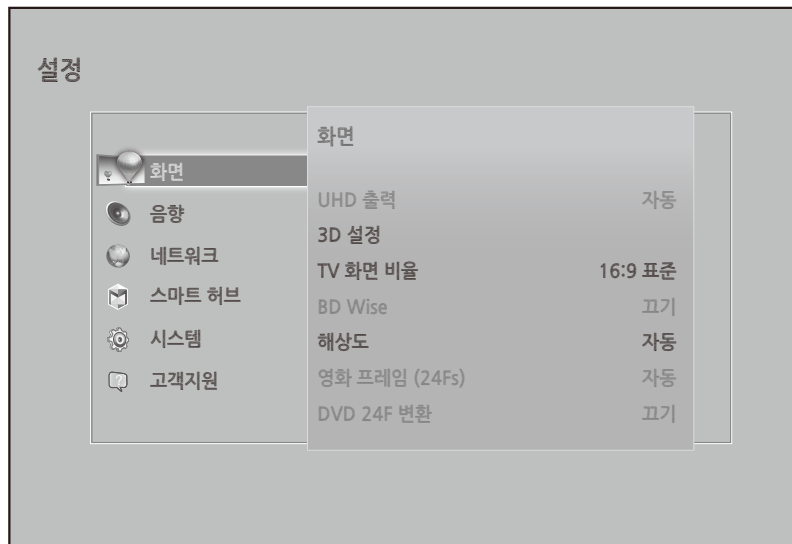 설정
화면
음향
네트워크
스마트 허브
시스템
고객지원
화면
UHD 출력 자동
3D 설정
TV 화면 비율 16:9 표준
BD Wise 끄기
해상도 자동
영화 프레임 (24Fs) 자동
DVD 24F 변환 끄기